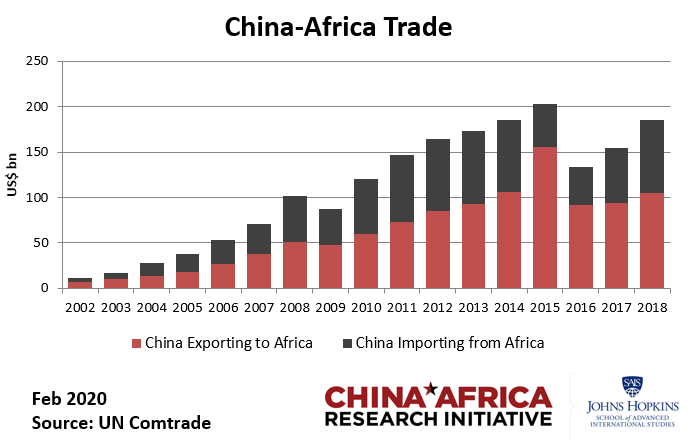 China-Africa Trade
US$ bn
250
200
150
100
50
0
2002 2003 2004 2005 2006 2007 2008 2009 2010 2011 2012 2013 2014 2015 2016 2017 2018
China Exporting to Africa China Importing from Africa
Feb 2020
Source: UN Comtrade
CHINA AFRICA
RESEARCH INITIATIVE
SAIS
JOHNS HOPKINS
SCHOOL of ADVANCED
INTERNATIONAL STUDIES